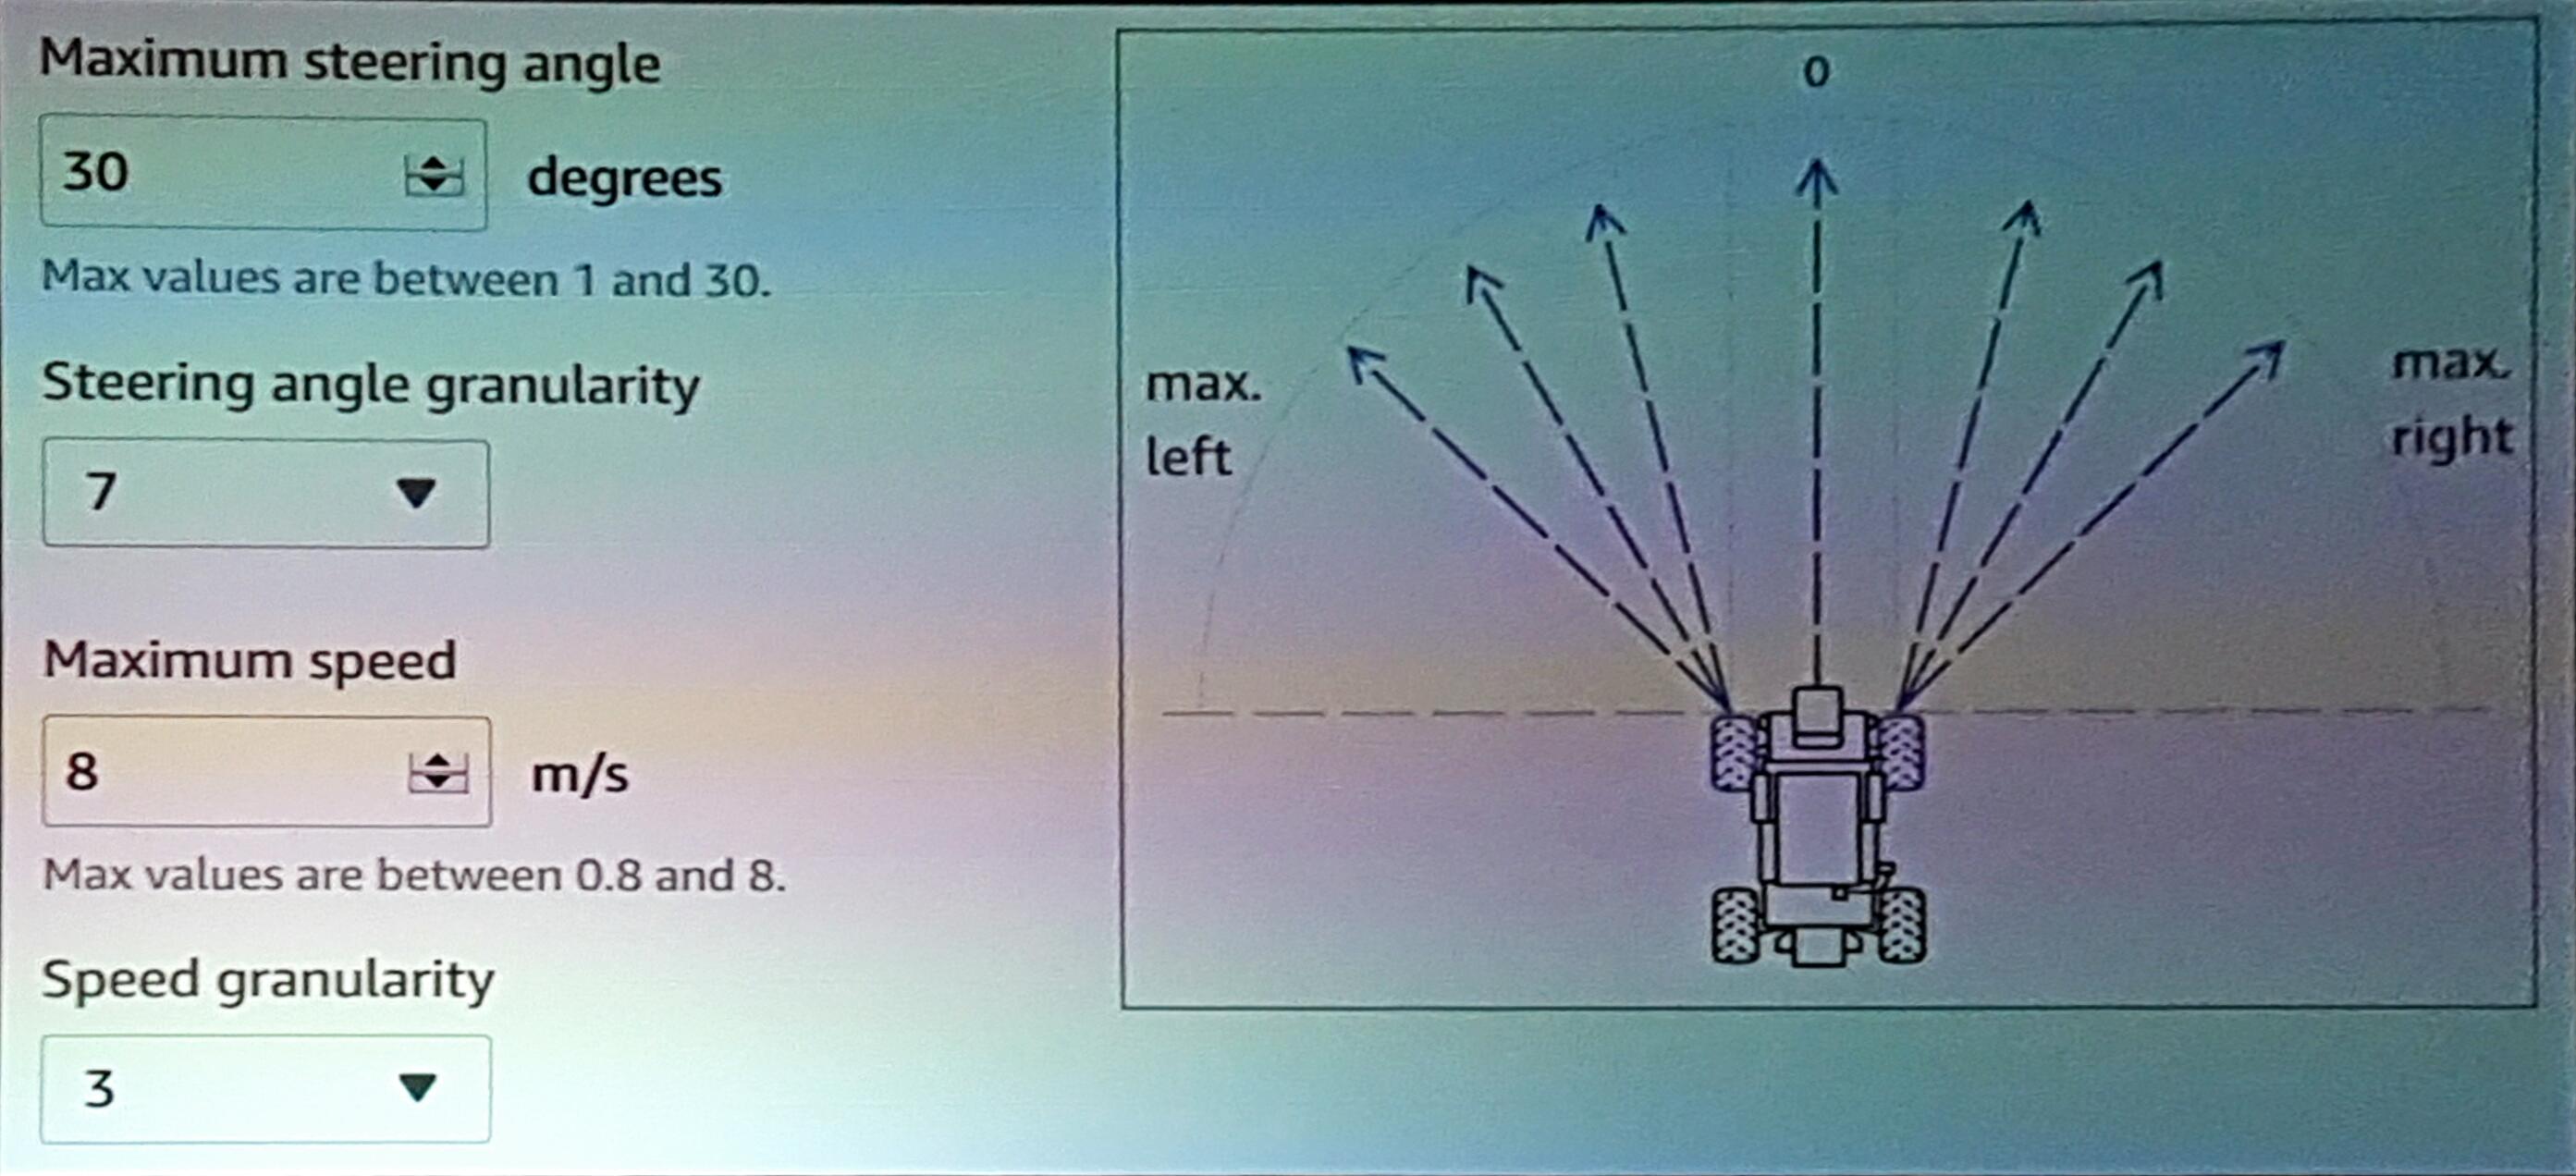 Maximum steering angle
30
degrees
Max values are between 1 and 30.
Steering angle granularity
7
Maximum speed
8
m/s
Max values are between 0.8 and 8.
Speed granularity
3
0
max.
left
max.
right